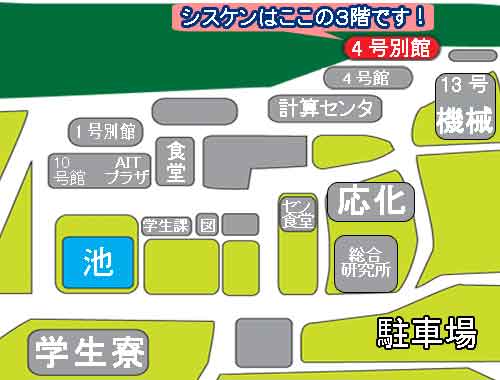 シスケンはここの3階です!
4号別館
4号館
13号
機械
計算センタ
1号別館
食堂
10号館
AITプラザ
応化
ゼン食堂
学生課
図
総合
研究所
池
駐車場
学生寮